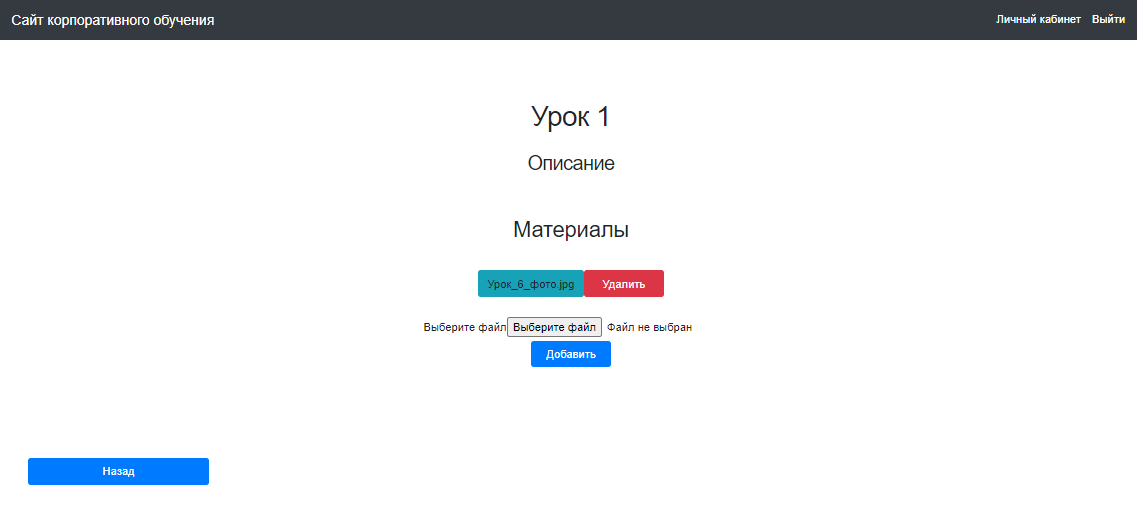 Сайт корпоративного обучения Личный кабинет Выйти
Урок 1
Описание
Материалы
Урок_6_фото.jpg Удалить
Выберите файл Выберите файл Файл не выбран
Добавить
Назад